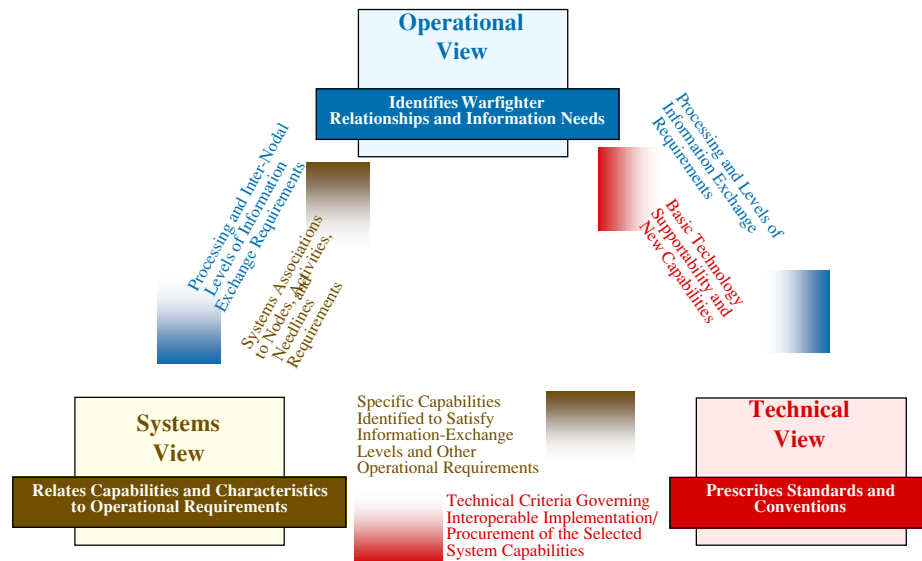 Operational
View
Identifies Warfighter
Relationships and Information Needs
Processing and Inter-Nodal
Levels of Information
Exchange Requirements
Systems Associations
to Nodes, Activities,
and
Needlines
Requirements
Processing and Levels of
Information Exchange
Requirements
Basic Technology
Supportability and
New Capabilities
Systems
View
Relates Capabilities and Characteristics
to Operational Requirements
Specific Capabilities
Identified to Satisfy
Information-Exchange
Levels and Other
Operational Requirements
Technical Criteria Governing
Interoperable Implementation/
Procurement of the Selected
System Capabilities
Technical
View
Prescribes Standards and
Conventions